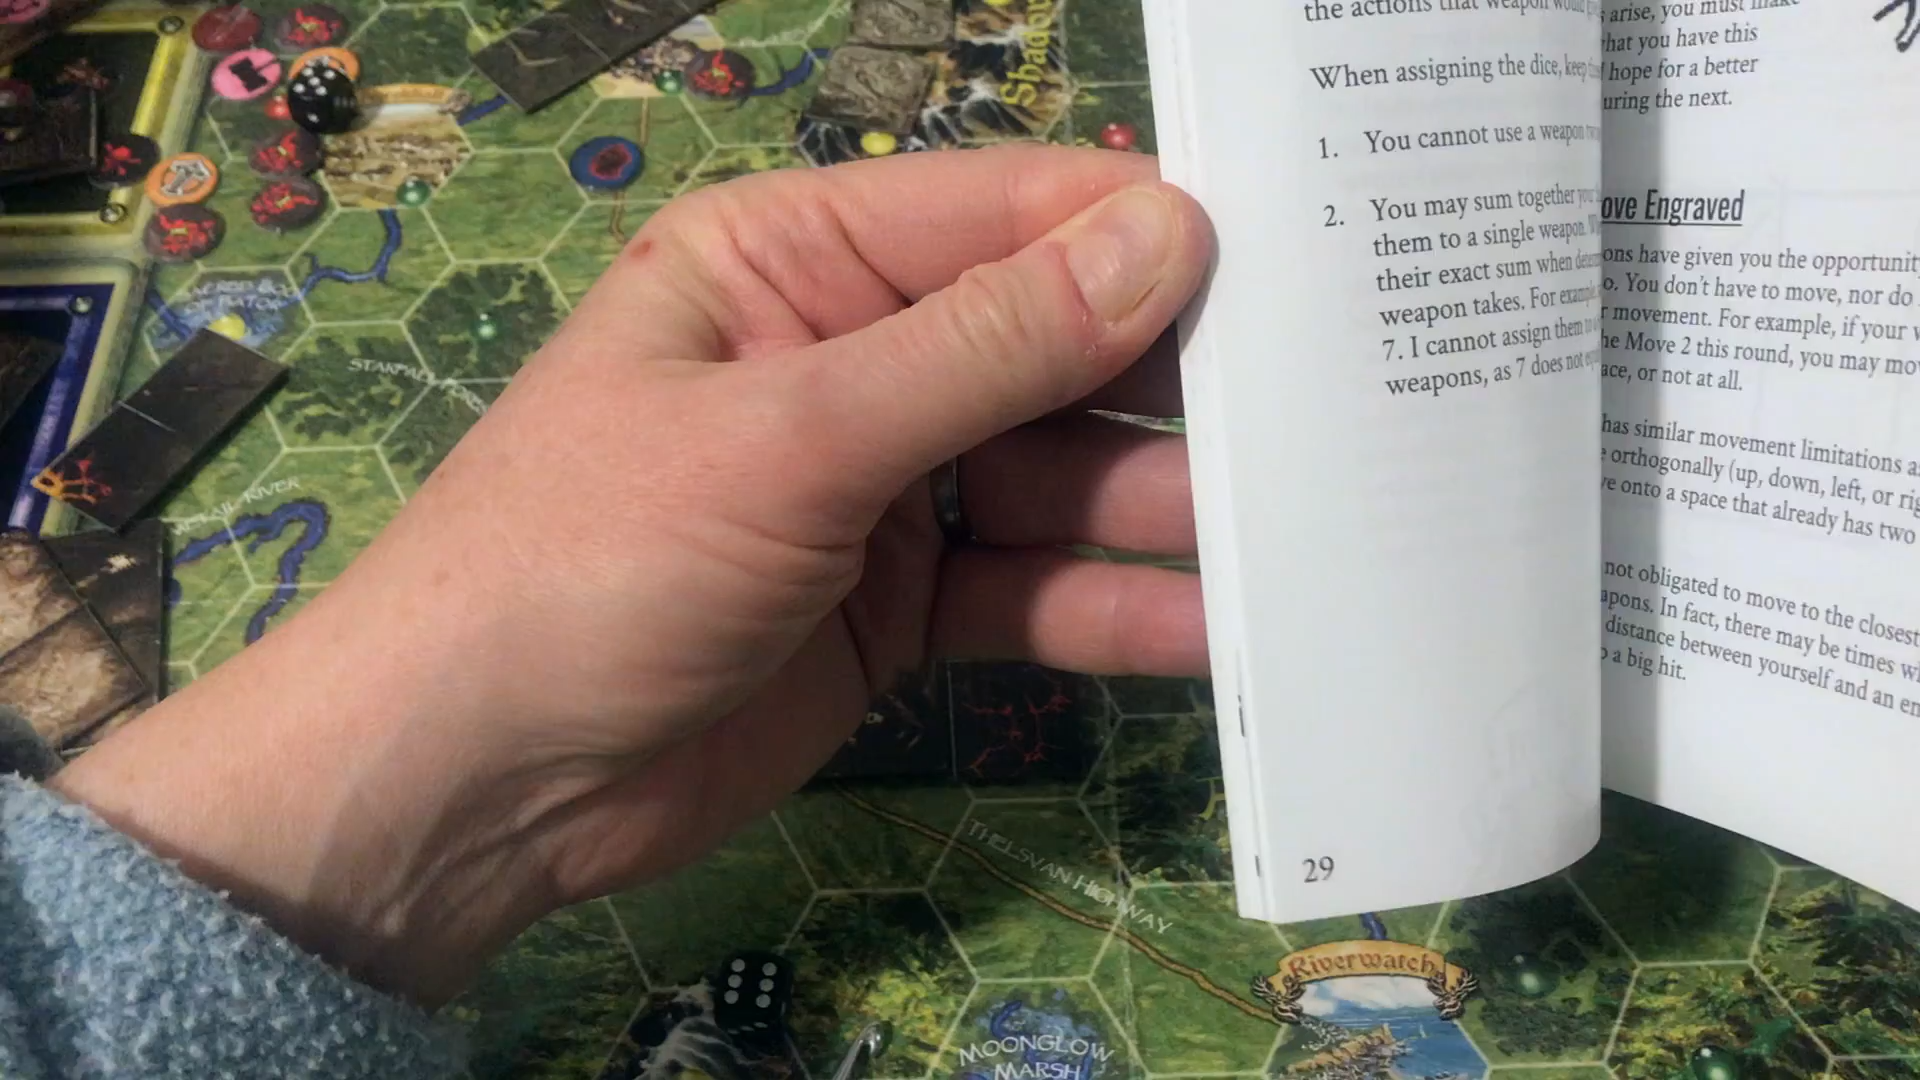 the actions that weapon would
When assigning the dice, keep
1. You cannot use a weapon
2. You may sum together your
them to a single weapon.
their exact sum when
weapon takes. For example
7. I cannot assign them to
weapons, as 7 does not
29
arise, you must make
that you have this
hope for a better
uring the next.
ove Engraved
ons have given you the opportunity
o. You don't have to move, nor do
r movement. For example, if your
he Move 2 this round, you may mo
ace, or not at all.
has similar movement limitations a
orthogonally (up, down, left, or rig
ve onto a space that already has two
not obligated to move to the closest
apons. In fact, there may be times w
distance between yourself and an en
a big hit.
Shadow
THELSVAN HIGHWAY
Riverwatch
MOONGLOW
MARSH